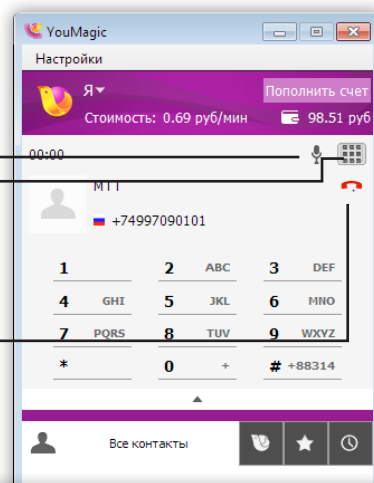 YouMagic
Настройки
Я
Пополнить счет
Стоимость: 0.69 руб/мин 98.51 руб
00:00
МТТ
+74997090101
1 2 ABC 3 DEF
4 GHI 5 JKL 6 MNO
7 PQRS 8 TUV 9 WXYZ
* 0 + # +88314
Все контакты